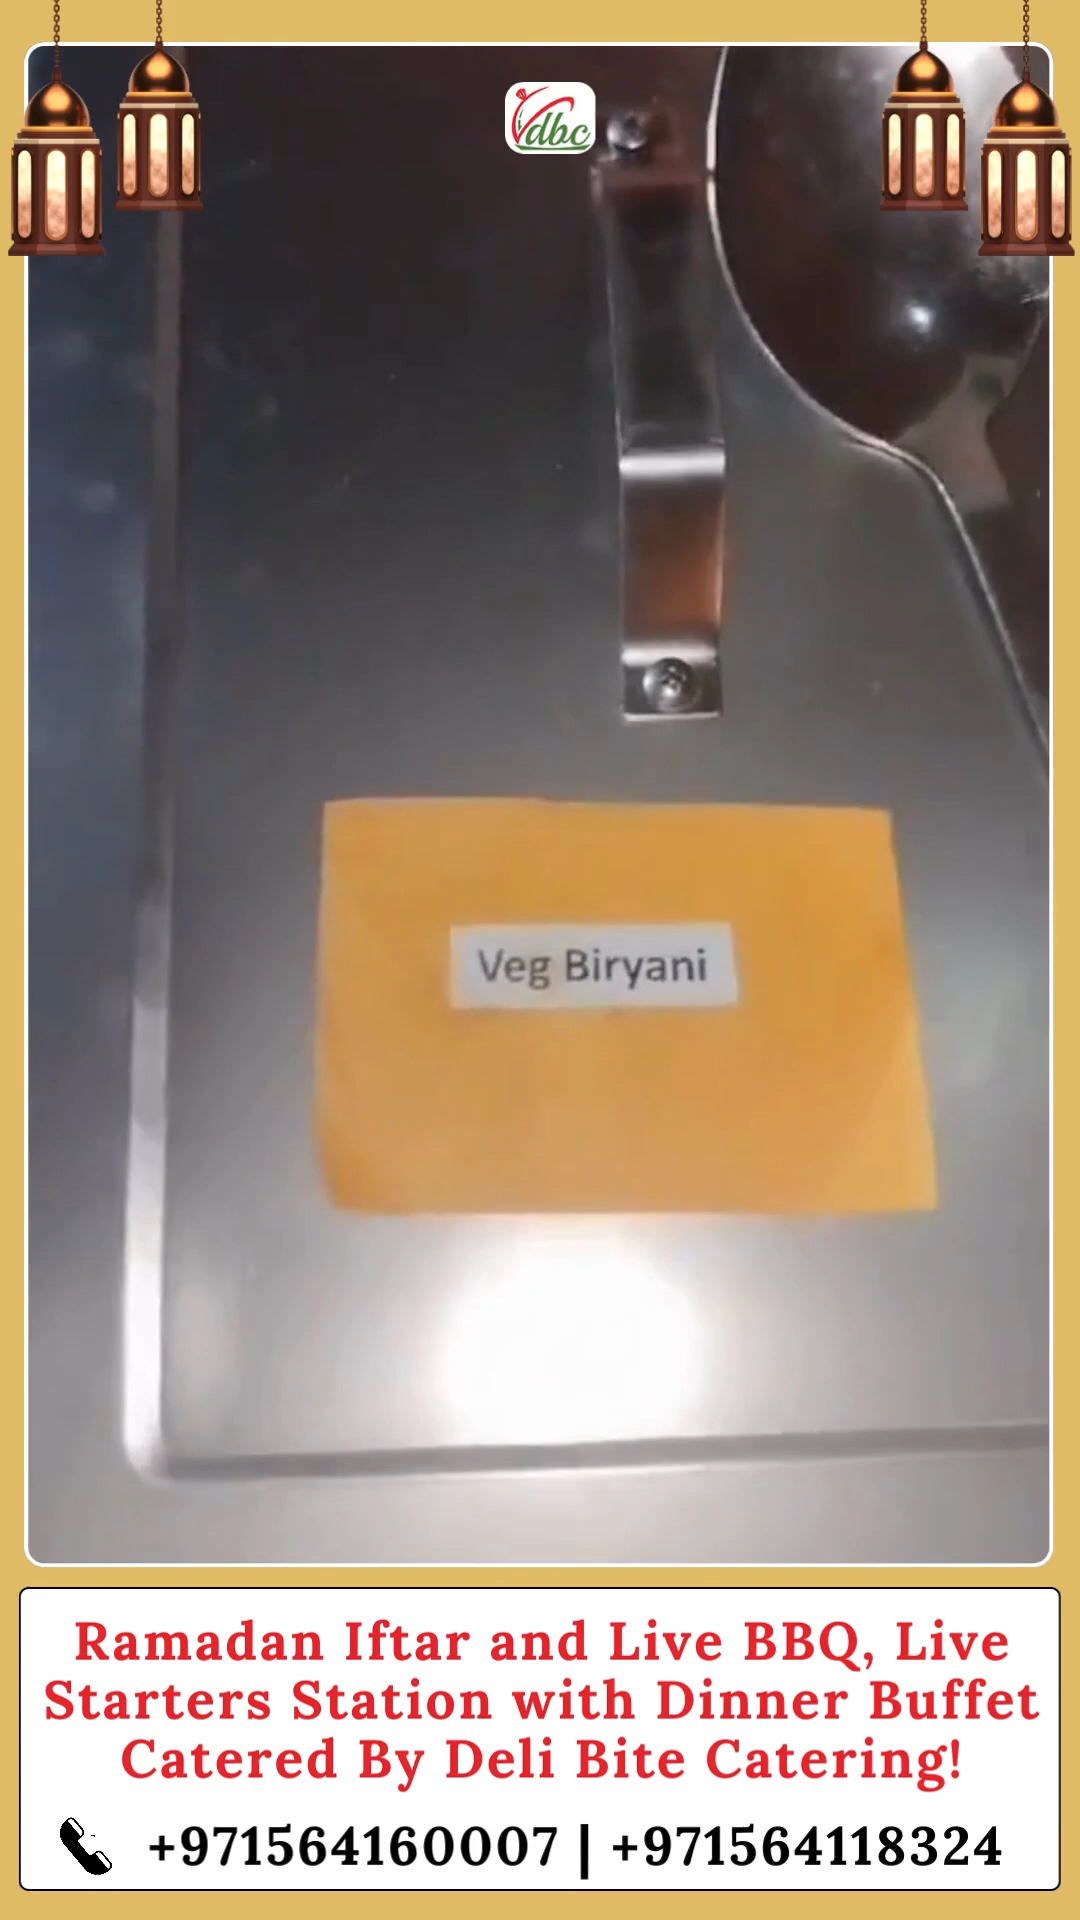 dbc
Veg Biryani
Ramadan Iftar and Live BBQ, Live
Starters Station with Dinner Buffet
Catered By Deli Bite Catering!
+971564160007 | +971564118324